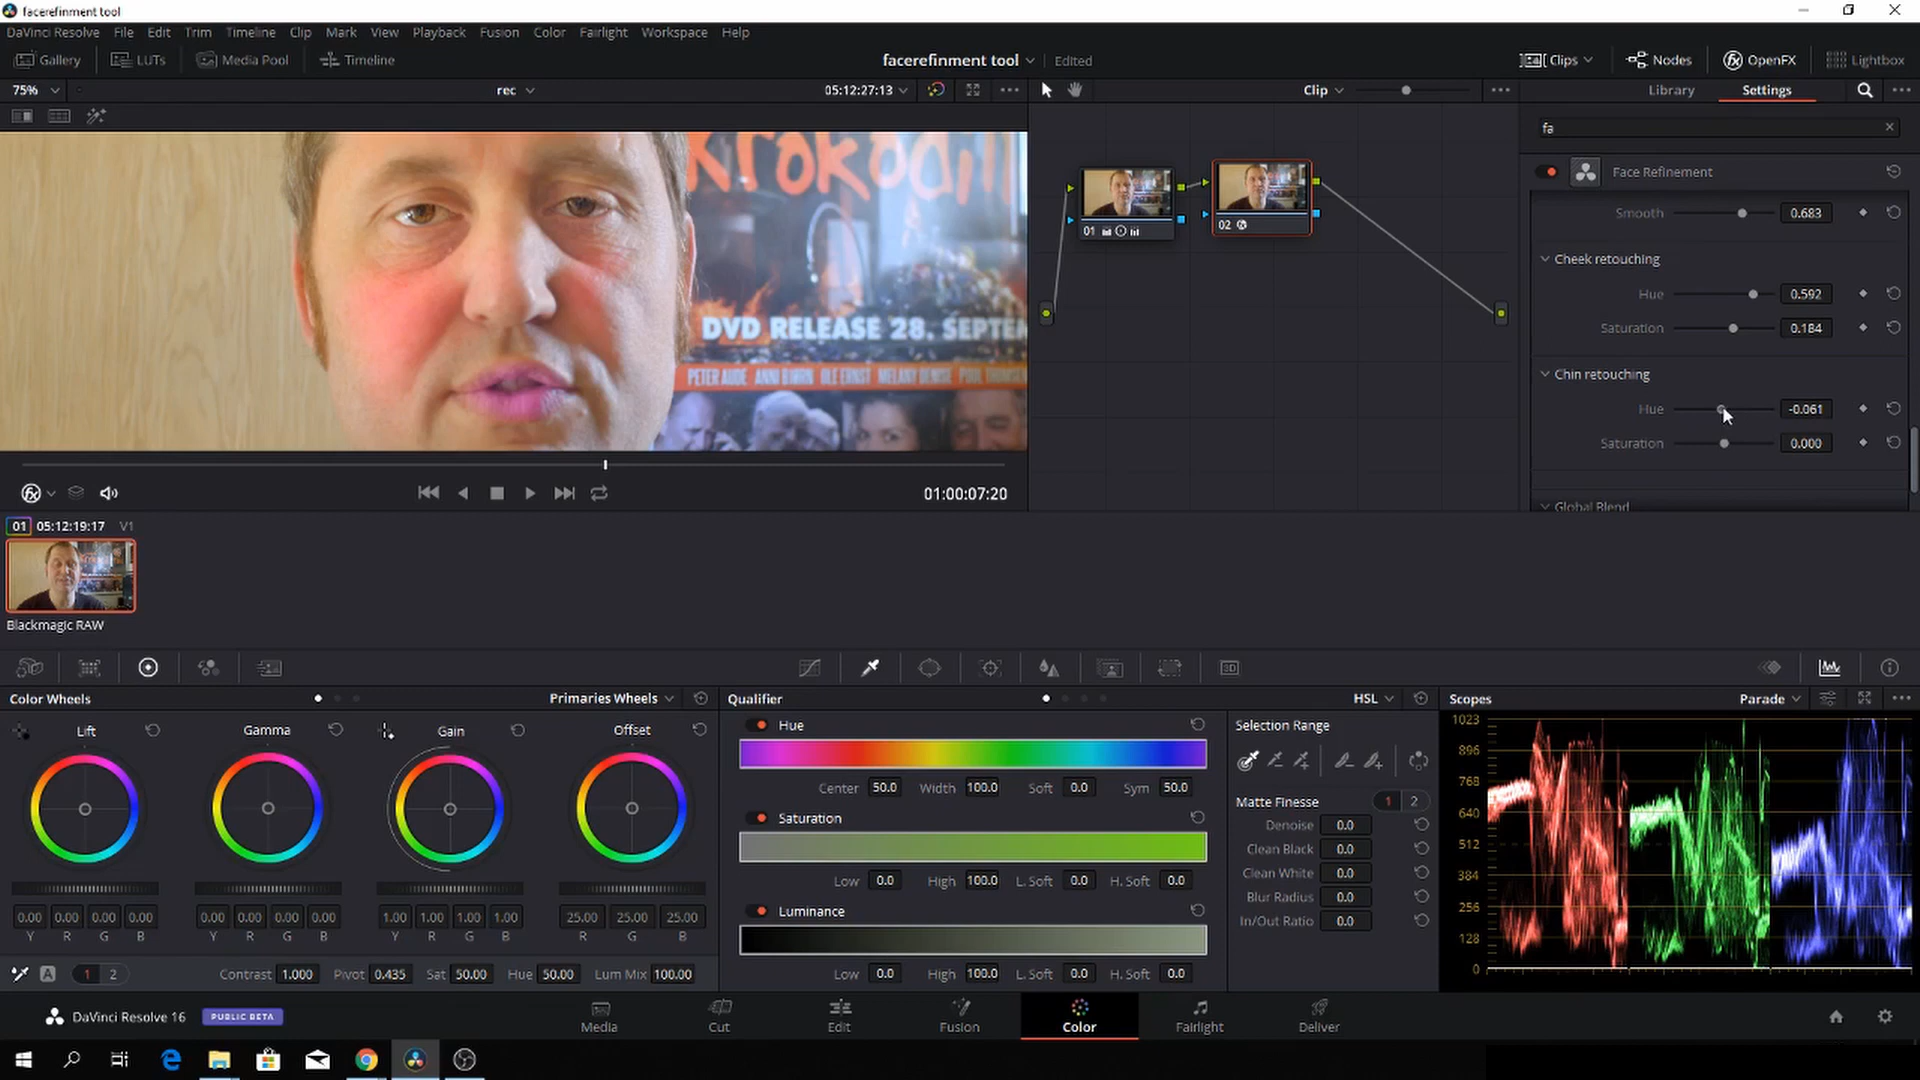 facerefinment tool
DaVinci Resolve File Edit Trim Timeline Clip Mark View Playback Fusion Color Fairlight Workspace Help
Gallery LUTs Media Pool Timeline facerefinment tool Edited Clips Nodes OpenFX Lightbox
75% rec 05:12:27:13 Clip Library Settings
fa
Face Refinement
Smooth 0.683
Cheek retouching
Hue 0.592
Saturation 0.184
Chin retouching
Hue -0.061
Saturation 0.000
Global Blend
Krokodill
DVD RELEASE 28. SEPTEM
01
02
01:00:07:20
01 05:12:19:17 V1
Blackmagic RAW
Color Wheels Primaries Wheels
Lift Gamma Gain Offset
0.00 0.00 0.00 0.00 0.00 0.00 0.00 0.00 1.00 1.00 1.00 1.00 25.00 25.00 25.00
Y R G B Y R G B Y R G B R G B
A 1 2 Contrast 1.000 Pivot 0.435 Sat 50.00 Hue 50.00 Lum Mix 100.00
Qualifier HSL
Hue
Center 50.0 Width 100.0 Soft 0.0 Sym 50.0
Saturation
Low 0.0 High 100.0 L. Soft 0.0 H. Soft 0.0
Luminance
Low 0.0 High 100.0 L. Soft 0.0 H. Soft 0.0
3D
Selection Range
Matte Finesse 1 2
Denoise 0.0
Clean Black 0.0
Clean White 0.0
Blur Radius 0.0
In/Out Ratio 0.0
Scopes Parade
1023
896
768
640
512
384
256
128
0
DaVinci Resolve 16 PUBLIC BETA
Media Cut Edit Fusion Color Fairlight Deliver